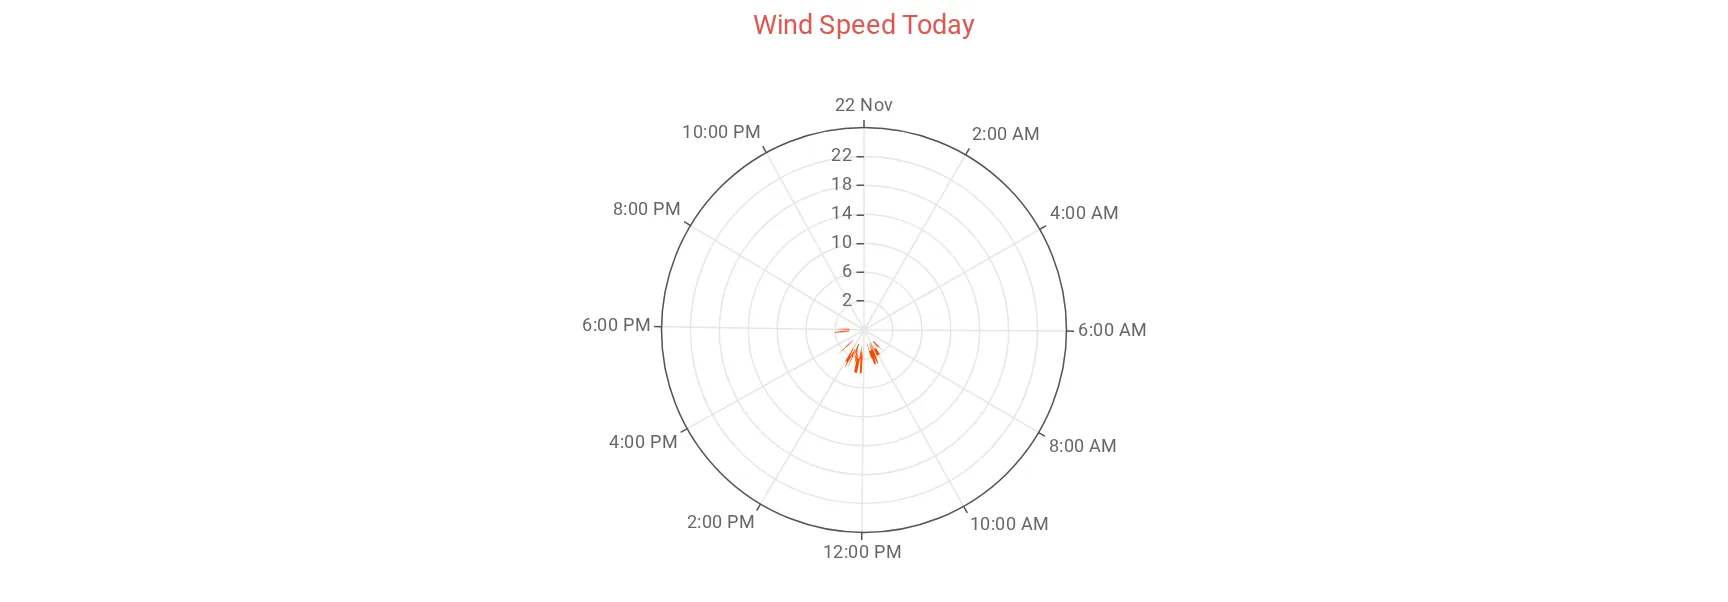 Wind Speed Today
22 Nov
10:00 PM
2:00 AM
22
18
8:00 PM
14
4:00 AM
10
6
2
6:00 PM
6:00 AM
4:00 PM
8:00 AM
2:00 PM
10:00 AM
12:00 PM